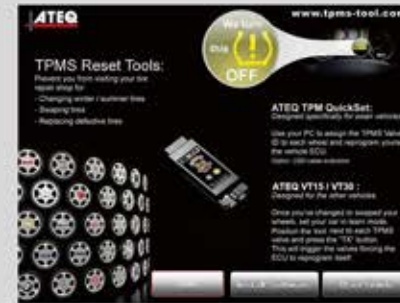 ATEQ
www.tpms-tool.com
We turn
this
OFF
TPMS Reset Tools:
Prevent you from visiting your tire
repair shop for:
- Changing winter / summer tires
- Swaping tires
- Replacing defective tires
ATEQ TPM QuickSet:
Designed specifically for asian vehicles
Use your PC to assign the TPMS Valve
ID to each wheel and reprogram yourself
the vehicle ECU.
ATEQ VT15 / VT30 :
Designed for the other vehicles
Once you've changed or swapped your
wheels, set your car in learn mode.
Position the tool next to each TPMS
valve and press the "TX" button.
This will trigger the valves forcing the
ECU to reprogram itself.